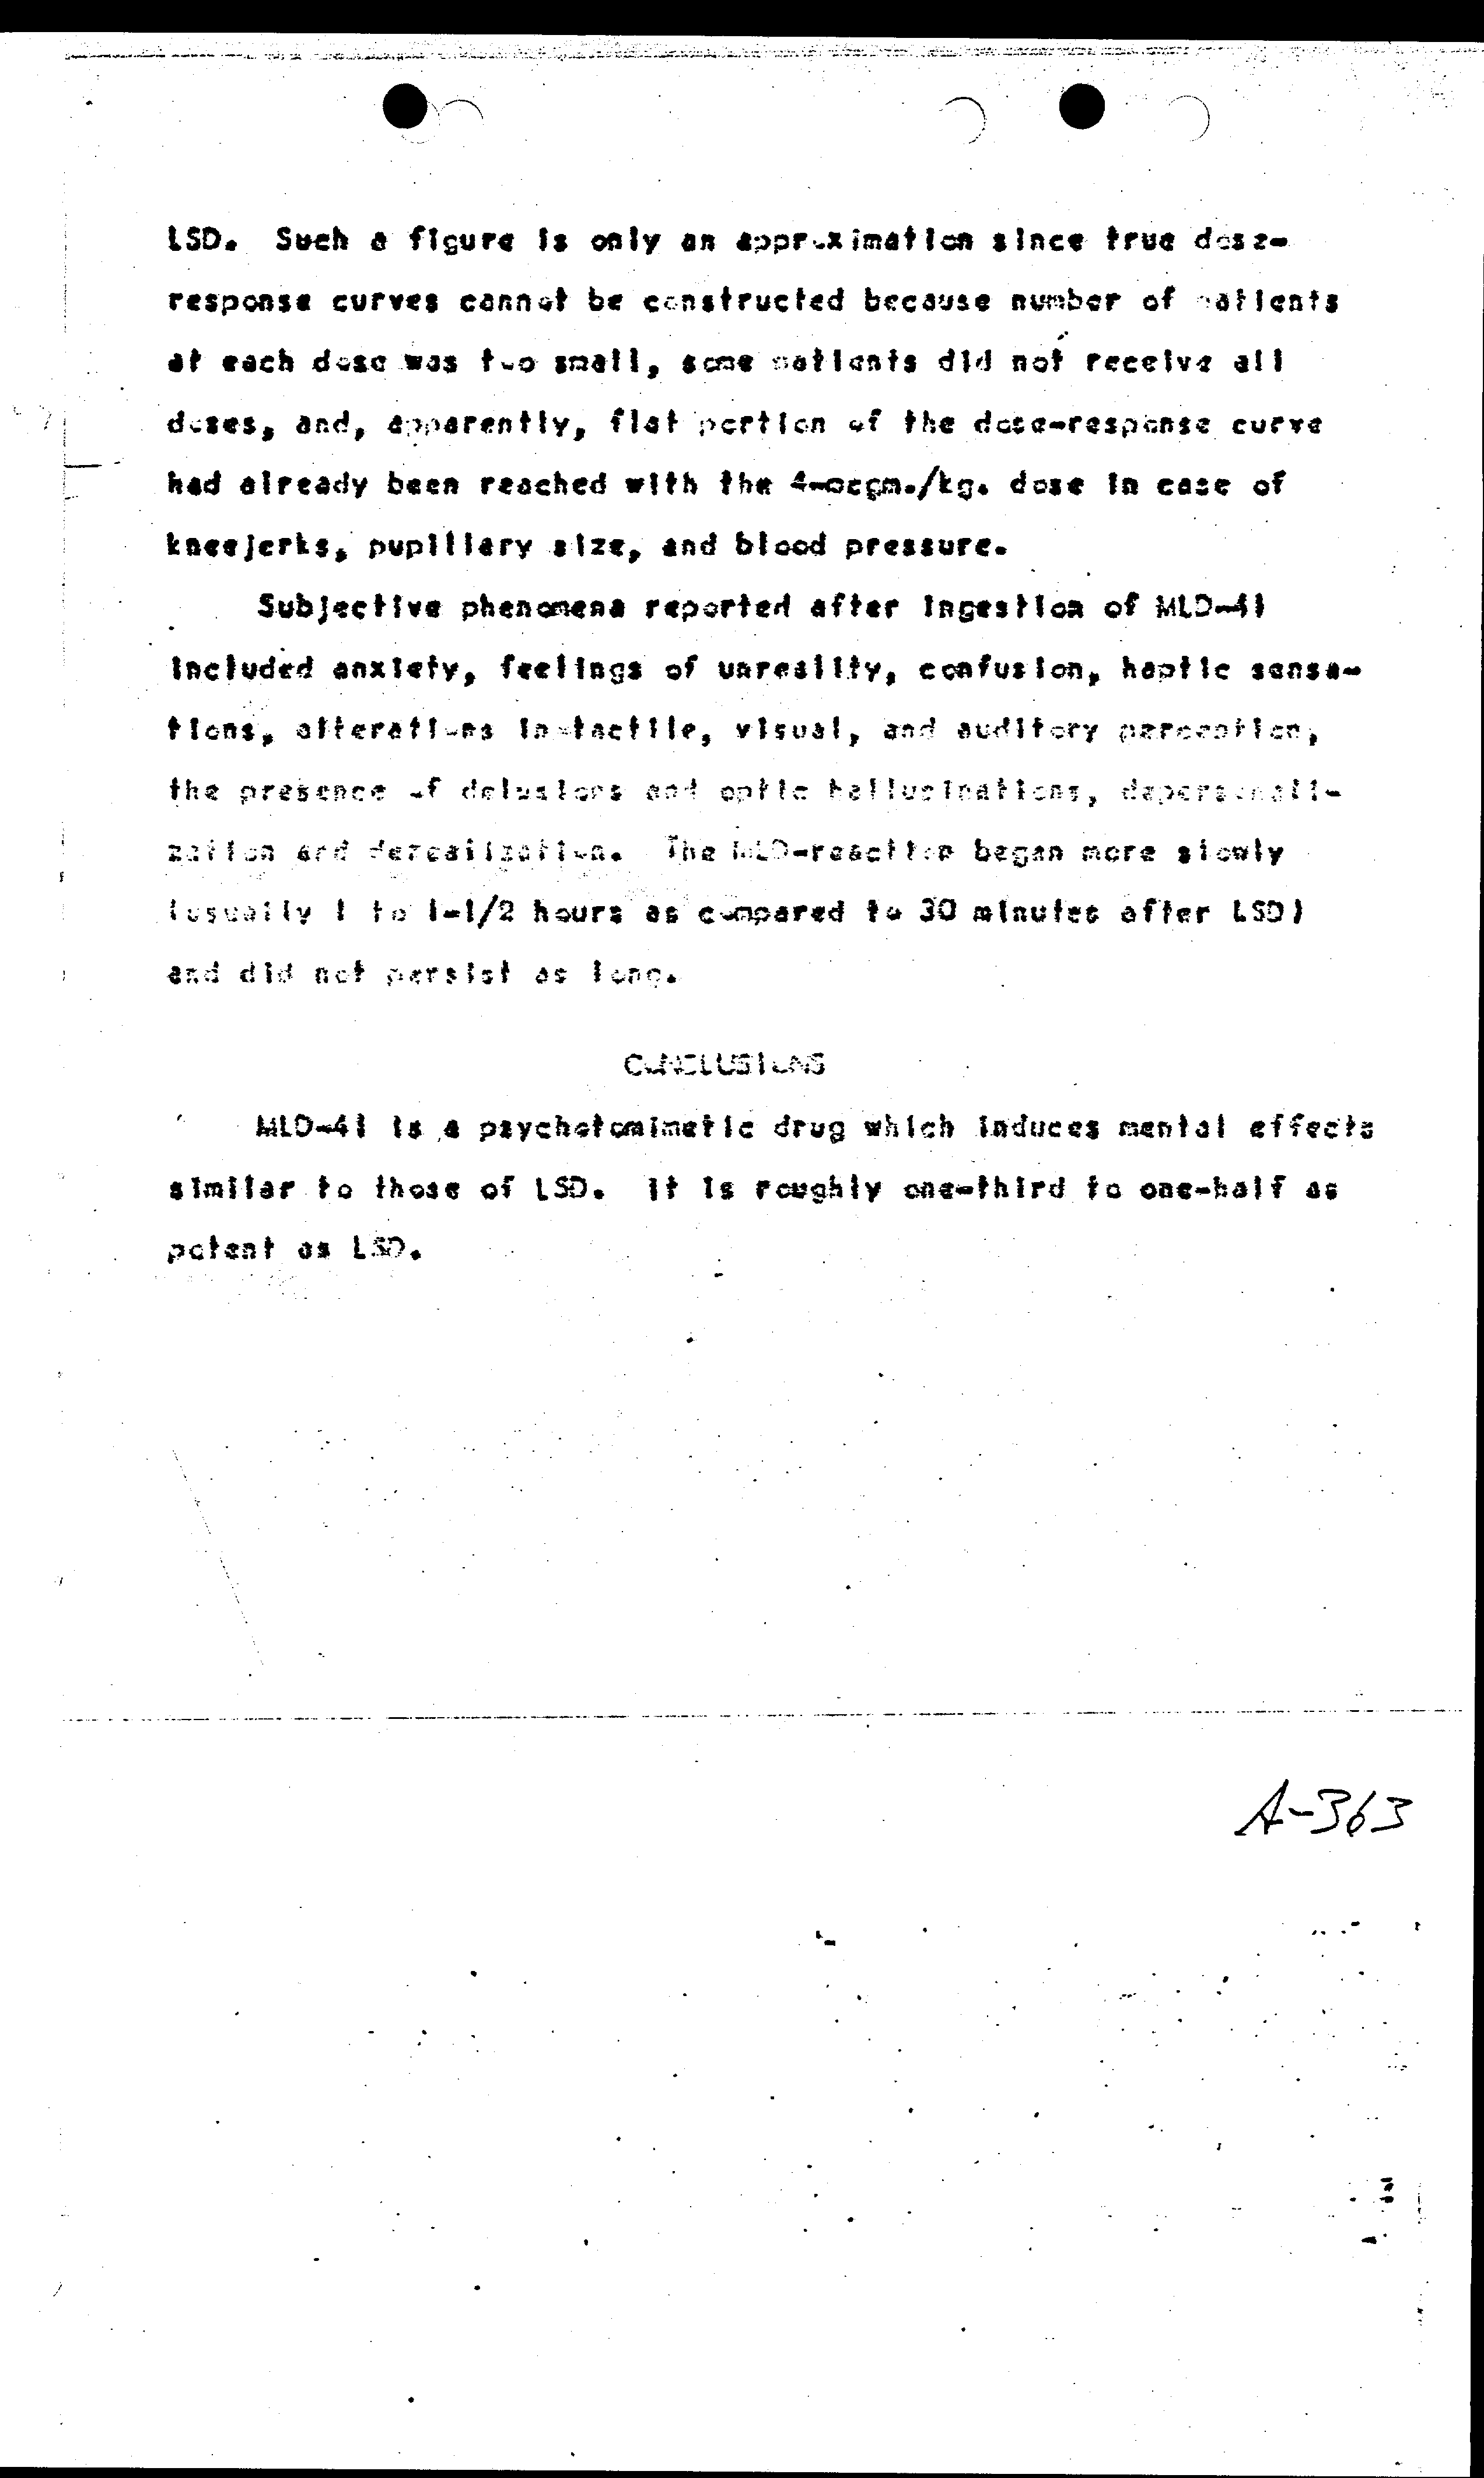 LSD. Such a figure is only an approximation since true dose-
response curves cannot be constructed because number of patients
at each dose was too small, some patients did not receive all
doses, and, apparently, flat portion of the dose-response curve
had already been reached with the 4-mcgm./kg. dose in case of
kneejerks, pupillary size, and blood pressure.
Subjective phenomena reported after ingestion of MLD-41
included anxiety, feelings of unreality, confusion, haptic sensa-
tions, alterations in tactile, visual, and auditory perception,
the presence of delusions and optic hallucinations, depersonali-
zation and derealization. The MLD-reaction began more slowly
(usually 1 to 1-1/2 hours as compared to 30 minutes after LSD)
and did not persist as long.
CONCLUSIONS
MLD-41 is a psychotomimetic drug which induces mental effects
similar to those of LSD. It is roughly one-third to one-half as
potent as LSD.
A-363